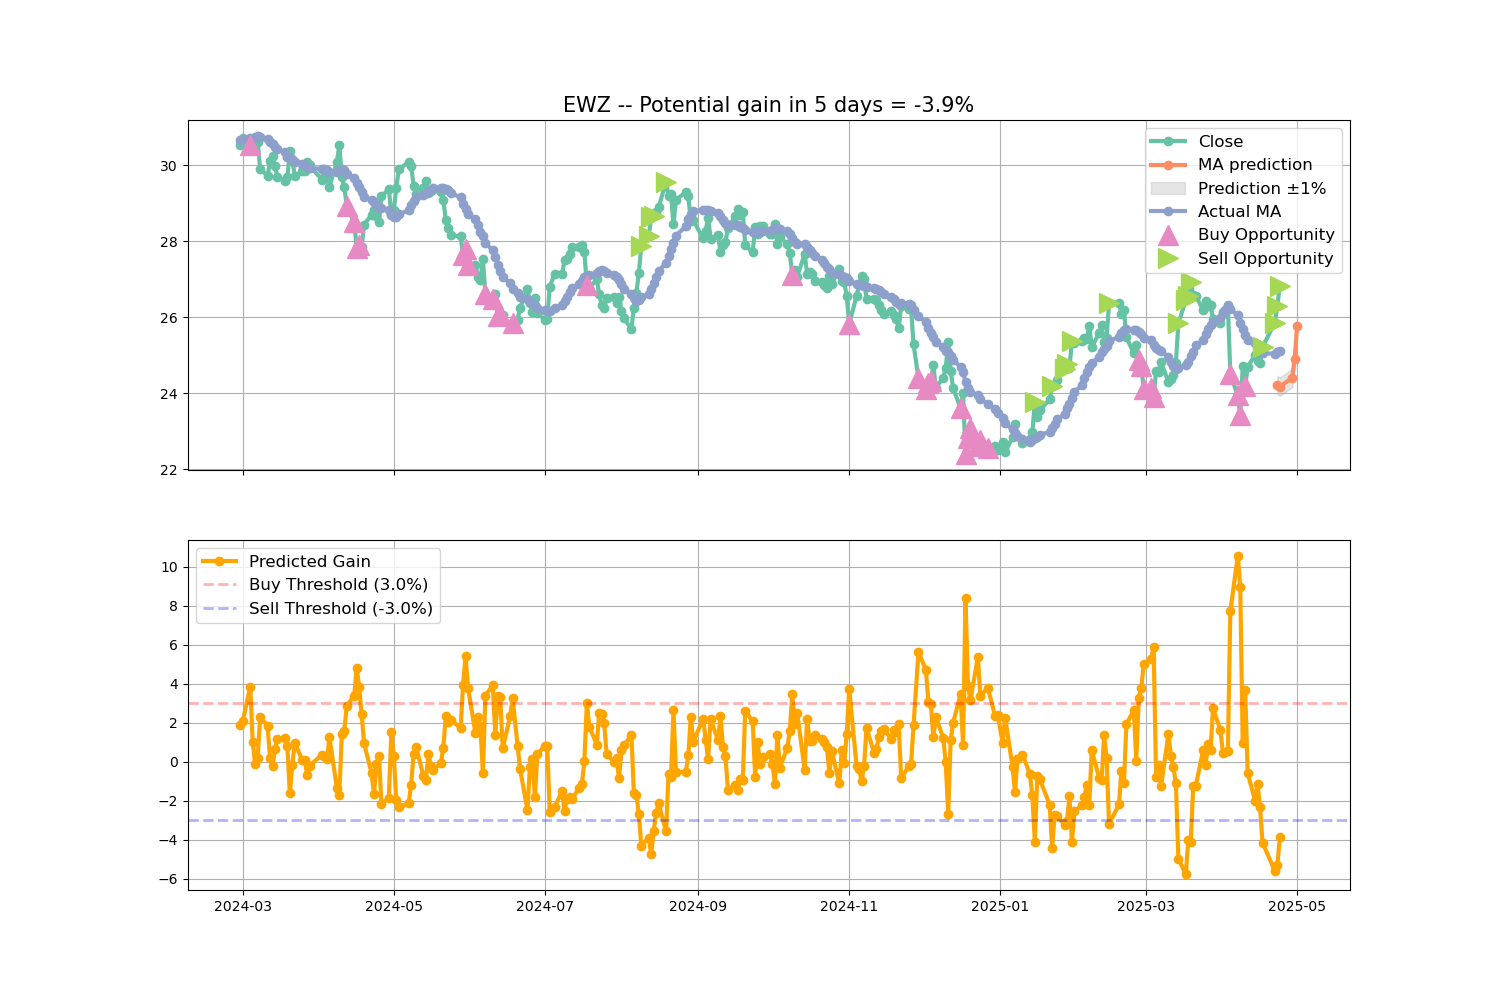 EWZ -- Potential gain in 5 days = -3.9%
30
28
26
24
22
Close
MA prediction
Prediction ±1%
Actual MA
Buy Opportunity
Sell Opportunity
10
8
6
4
2
0
−2
−4
−6
Predicted Gain
Buy Threshold (3.0%)
Sell Threshold (-3.0%)
2024-03 2024-05 2024-07 2024-09 2024-11 2025-01 2025-03 2025-05